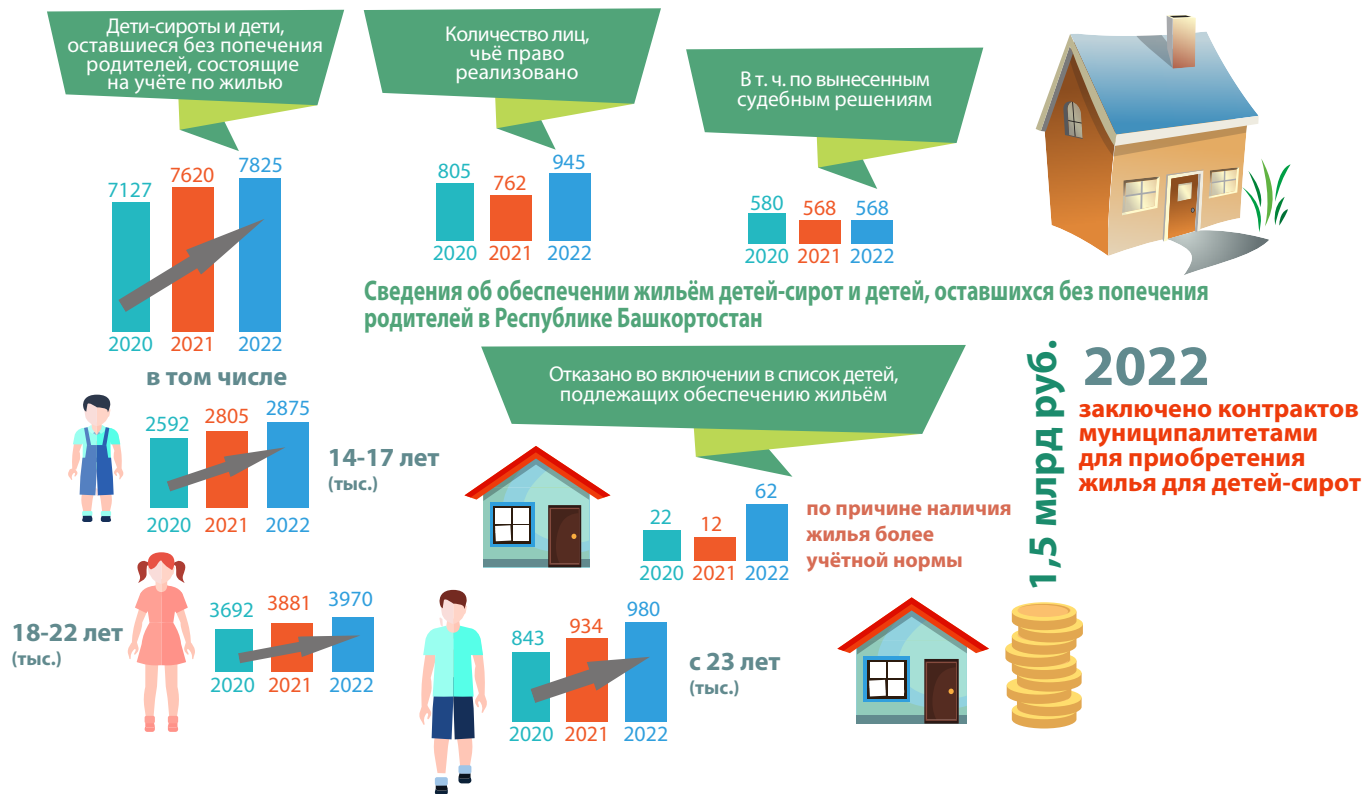 Дети-сироты и дети,
оставшиеся без попечения
родителей, состоящие
на учёте по жилью
7127
7620
7825
2020
2021
2022
Количество лиц,
чьё право
реализовано
805
762
945
2020
2021
2022
В т. ч. по вынесенным
судебным решениям
580
568
568
2020
2021
2022
Сведения об обеспечении жильём детей-сирот и детей, оставшихся без попечения
родителей в Республике Башкортостан
в том числе
2592
2805
2875
2020
2021
2022
14-17 лет
(тыс.)
Отказано во включении в список детей,
подлежащих обеспечению жильём
22
12
62
2020
2021
2022
по причине наличия
жилья более
учётной нормы
1,5 млрд руб.
2022
заключено контрактов
муниципалитетами
для приобретения
жилья для детей-сирот
18-22 лет
(тыс.)
3692
3881
3970
2020
2021
2022
843
934
980
2020
2021
2022
с 23 лет
(тыс.)